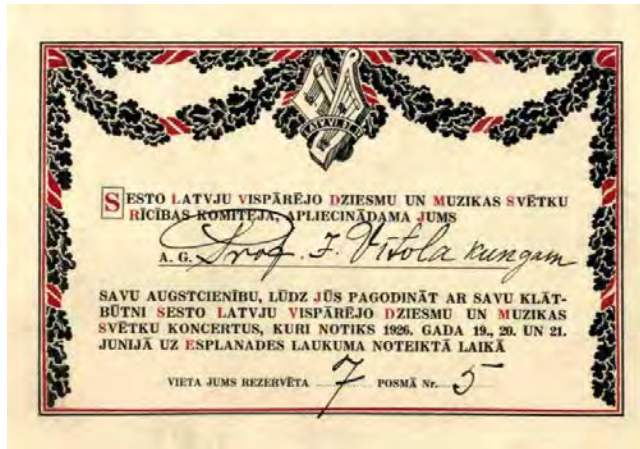 SESTO LATVJU VISPĀRĒJO DZIESMU UN MUZIKAS SVĒTKU
RĪCĪBAS KOMITEJA, APLIECINĀDAMA JUMS
A. G. Prof. J. Vītola kungam
SAVU AUGSTCIENĪBU, LŪDZ JŪS PAGODINĀT AR SAVU KLĀT-
BŪTNI SESTO LATVJU VISPĀRĒJO DZIESMU UN MUZIKAS
SVĒTKU KONCERTUS, KURI NOTIKS 1926. GADA 19., 20. UN 21.
JUNIJĀ UZ ESPLANADES LAUKUMA NOTEIKTĀ LAIKĀ
VIETA JUMS REZERVĒTA 7 POSMĀ Nr. 5